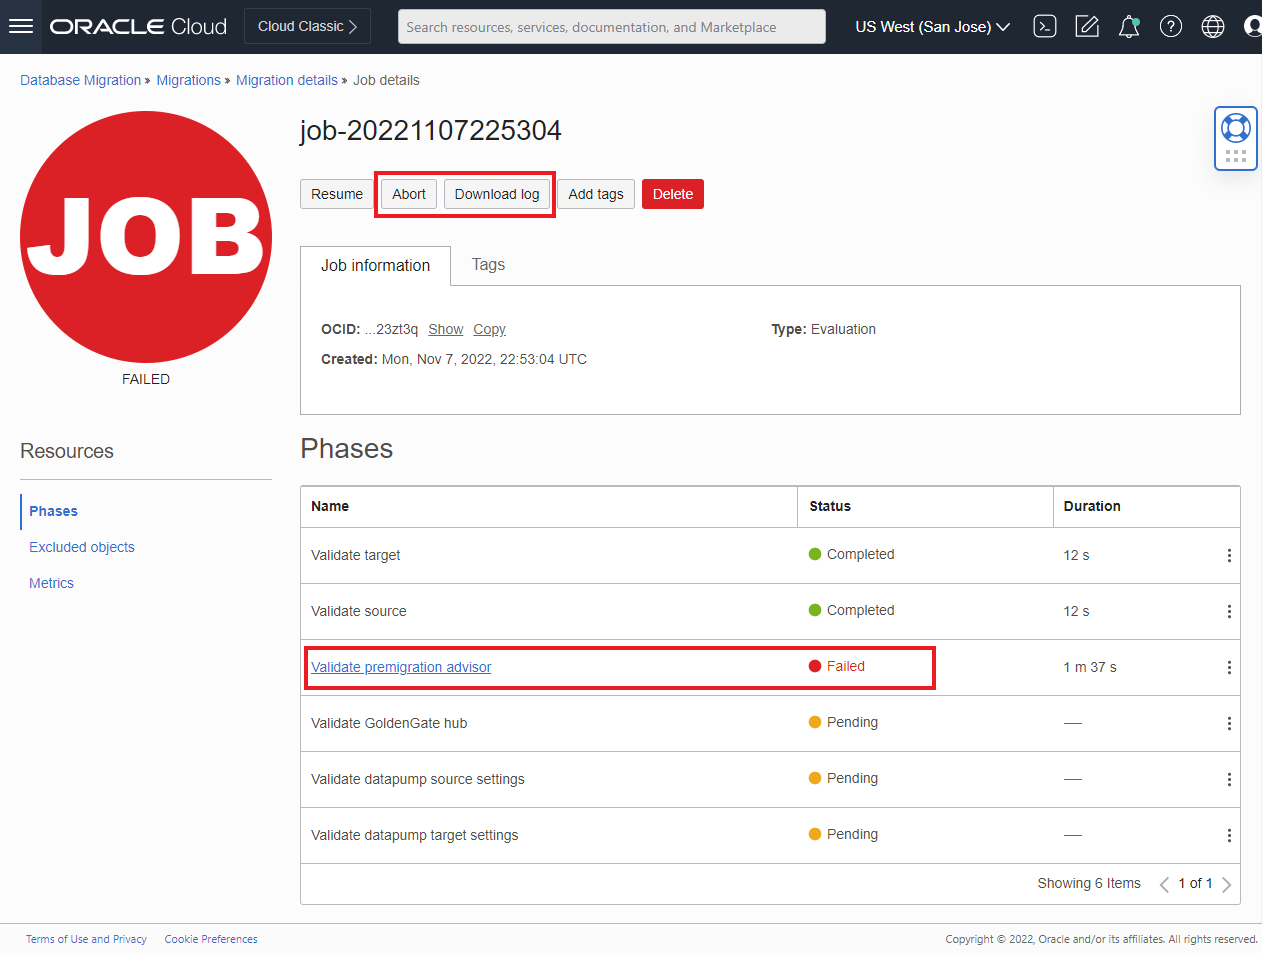 ORACLE Cloud Cloud Classic Search resources, services, documentation, and Marketplace US West (San Jose)
Database Migration » Migrations » Migration details » Job details
JOB
FAILED
job-20221107225304
Resume Abort Download log Add tags Delete
Job information Tags
OCID: ...23zt3q Show Copy Type: Evaluation
Created: Mon, Nov 7, 2022, 22:53:04 UTC
Resources
Phases
Excluded objects
Metrics
Phases
Name Status Duration
Validate target Completed 12 s
Validate source Completed 12 s
Validate premigration advisor Failed 1 m 37 s
Validate GoldenGate hub Pending —
Validate datapump source settings Pending —
Validate datapump target settings Pending —
Showing 6 Items 1 of 1
Terms of Use and Privacy Cookie Preferences Copyright © 2022, Oracle and/or its affiliates. All rights reserved.